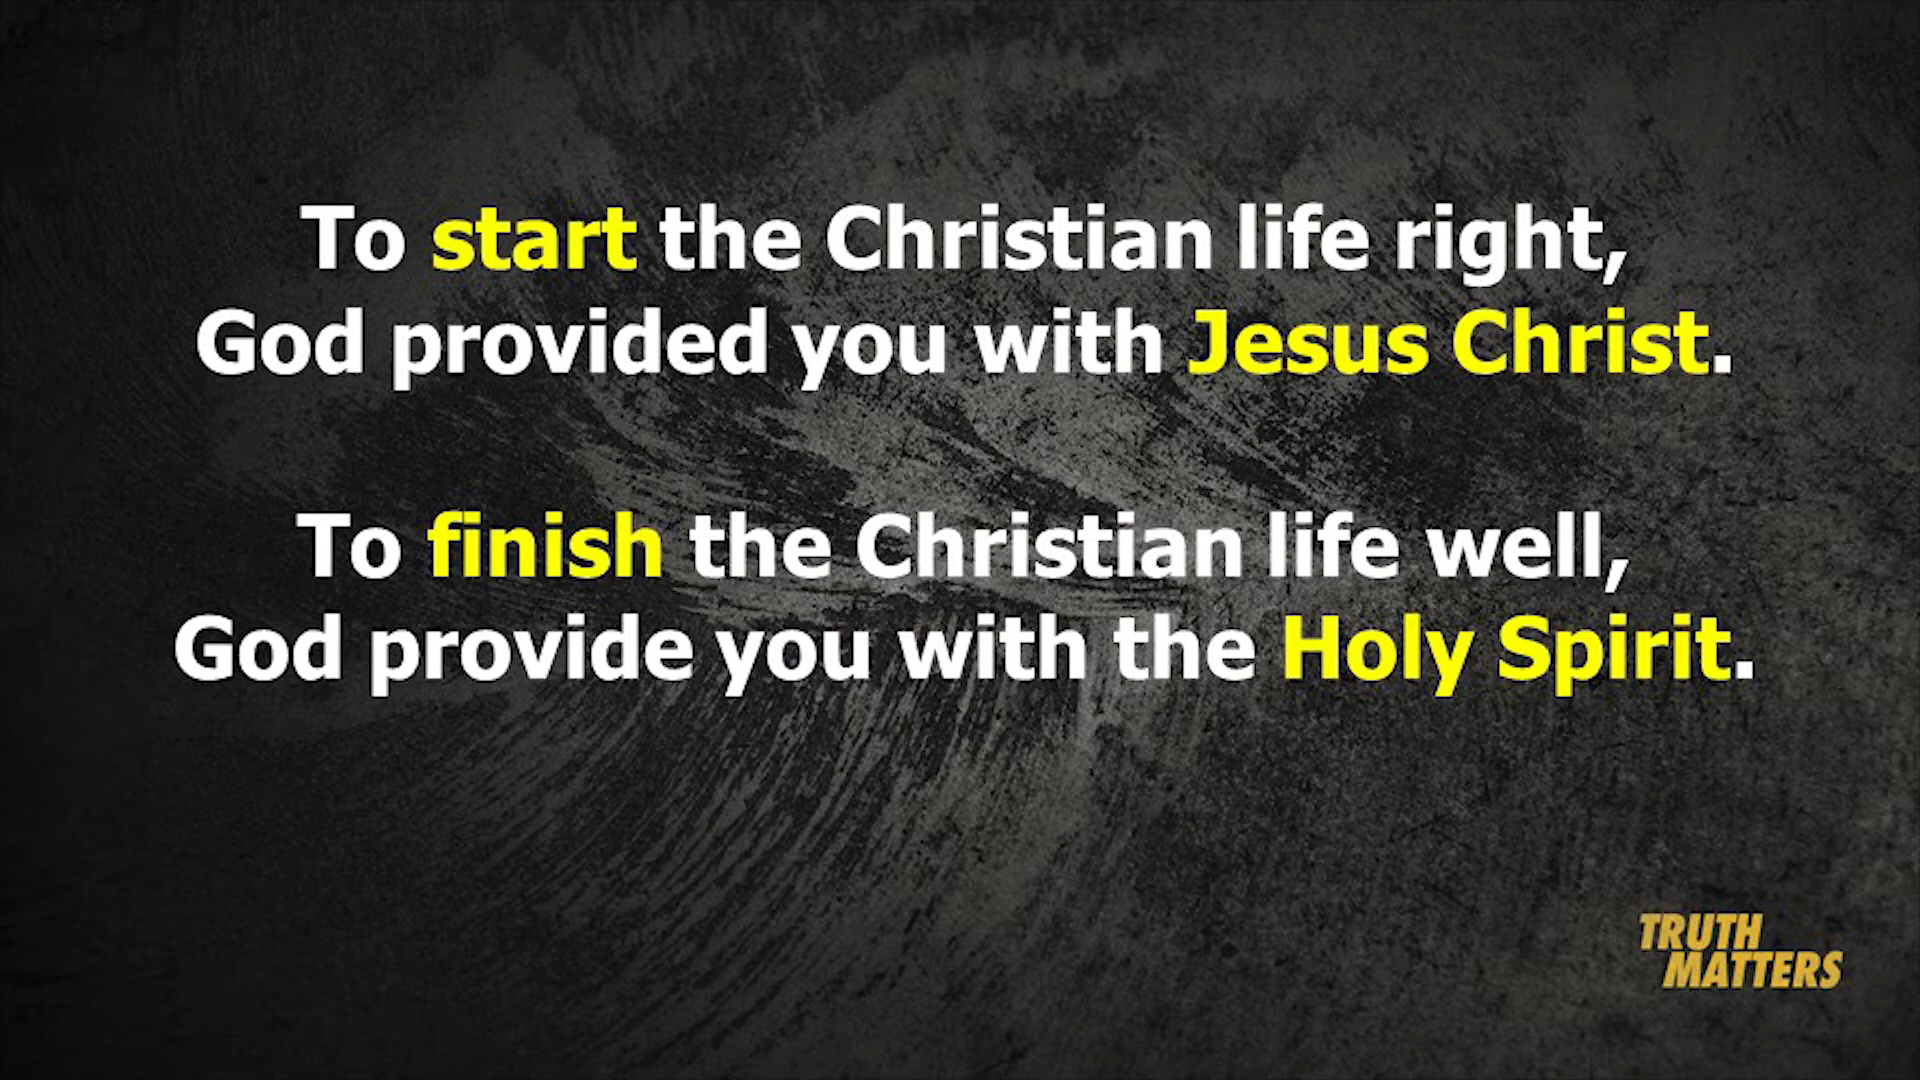 To start the Christian life right,
God provided you with Jesus Christ.
To finish the Christian life well,
God provide you with the Holy Spirit.
TRUTH
MATTERS